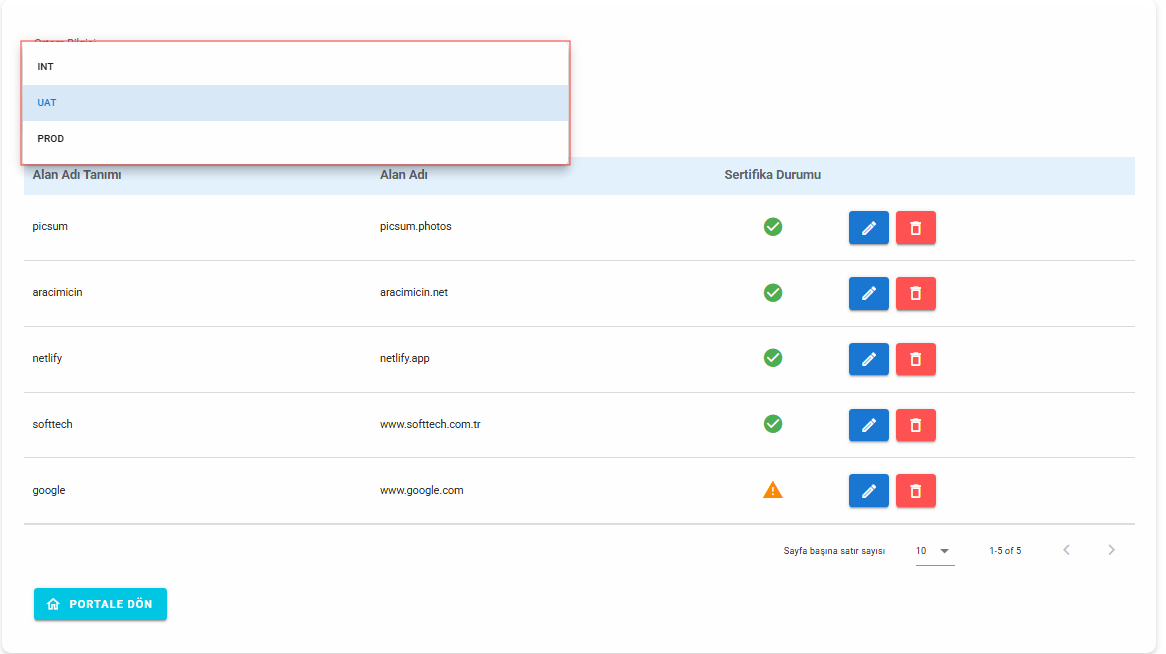 Ortam Bilgisi
INT
UAT
PROD
Alan Adı Tanımı Alan Adı Sertifika Durumu
picsum picsum.photos
aracimicin aracimicin.net
netlify netlify.app
softtech www.softtech.com.tr
google www.google.com
Sayfa başına satır sayısı 10 1-5 of 5
PORTALE DÖN